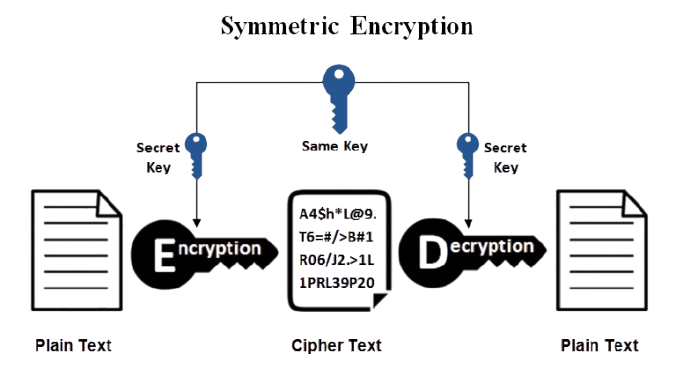 Symmetric Encryption
Secret
Key
Same Key
Secret
Key
Encryption
A4$h*L@9.
T6=#/>B#1
R06/J2.>1L
1PRL39P20
Decryption
Plain Text
Cipher Text
Plain Text